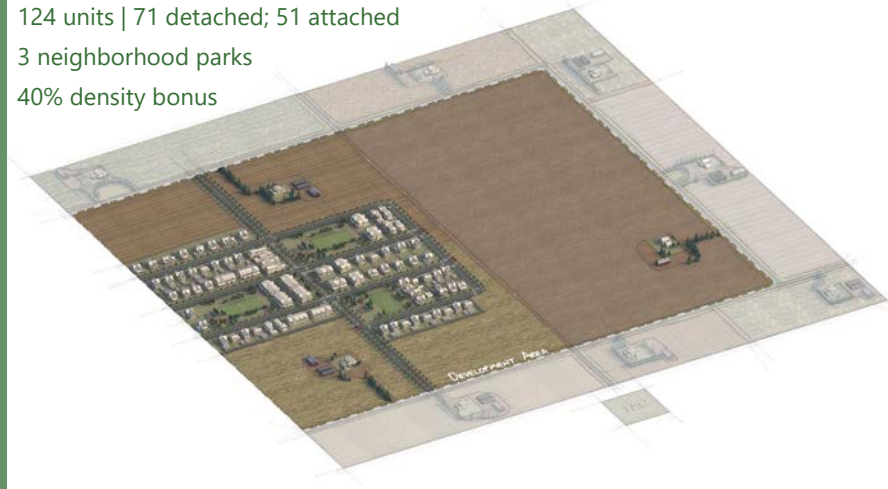 124 units | 71 detached; 51 attached
3 neighborhood parks
40% density bonus
DEVELOPMENT AREA